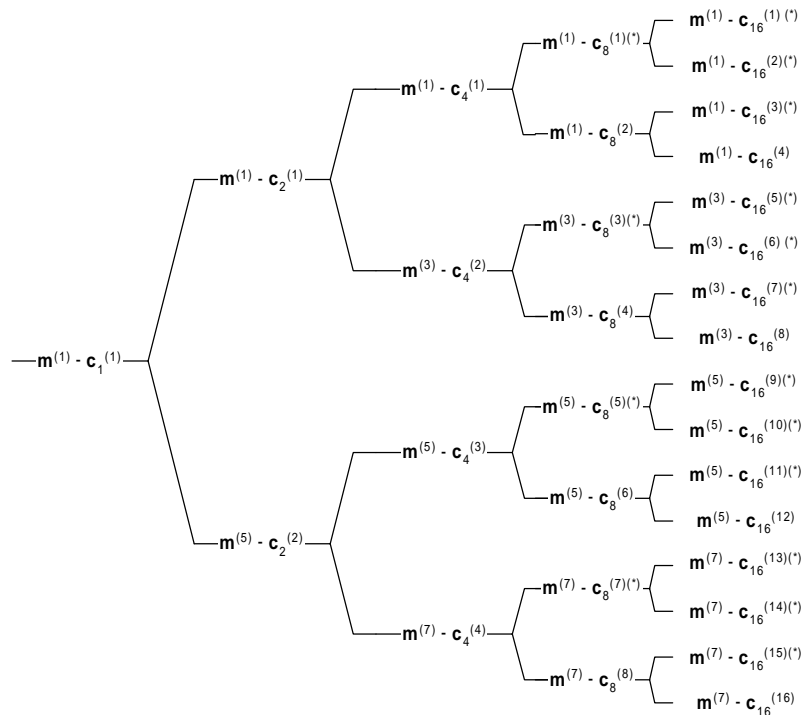 m(1) - c16(1) (*)
m(1) - c8(1)(*)
m(1) - c16(2)(*)
m(1) - c4(1)
m(1) - c16(3)(*)
m(1) - c8(2)
m(1) - c16(4)
m(1) - c2(1)
m(3) - c16(5)(*)
m(3) - c8(3)(*)
m(3) - c16(6) (*)
m(3) - c4(2)
m(3) - c16(7)(*)
m(3) - c8(4)
m(3) - c16(8)
m(1) - c1(1)
m(5) - c16(9)(*)
m(5) - c8(5)(*)
m(5) - c16(10)(*)
m(5) - c4(3)
m(5) - c16(11)(*)
m(5) - c8(6)
m(5) - c16(12)
m(5) - c2(2)
m(7) - c16(13)(*)
m(7) - c8(7)(*)
m(7) - c16(14)(*)
m(7) - c4(4)
m(7) - c16(15)(*)
m(7) - c8(8)
m(7) - c16(16)